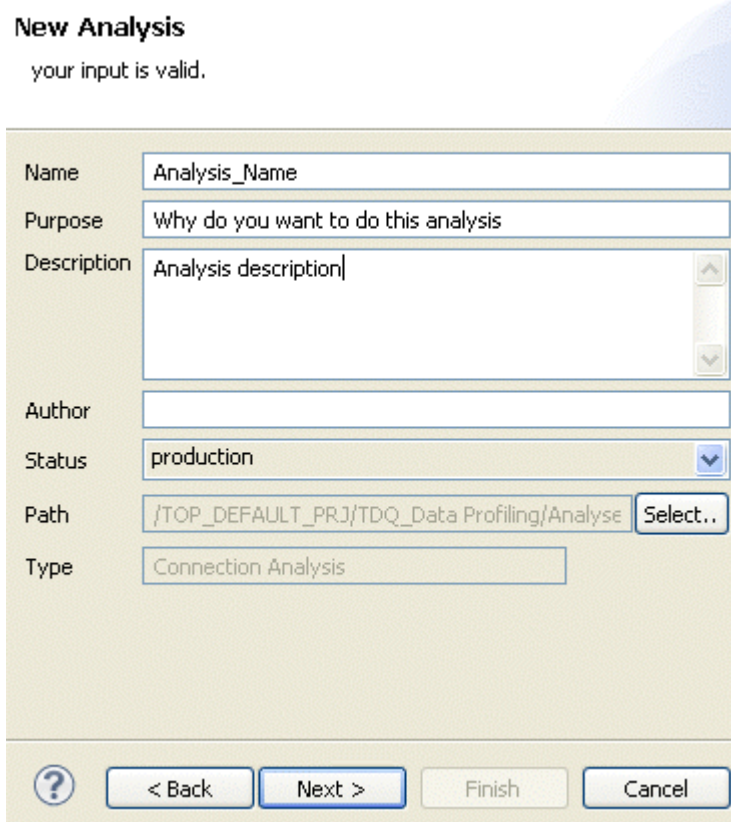 New Analysis
your input is valid.
Name Analysis_Name
Purpose Why do you want to do this analysis
Description Analysis description
Author
Status production
Path /TOP_DEFAULT_PRJ/TDQ_Data Profiling/Analyse Select..
Type Connection Analysis
? < Back Next > Finish Cancel